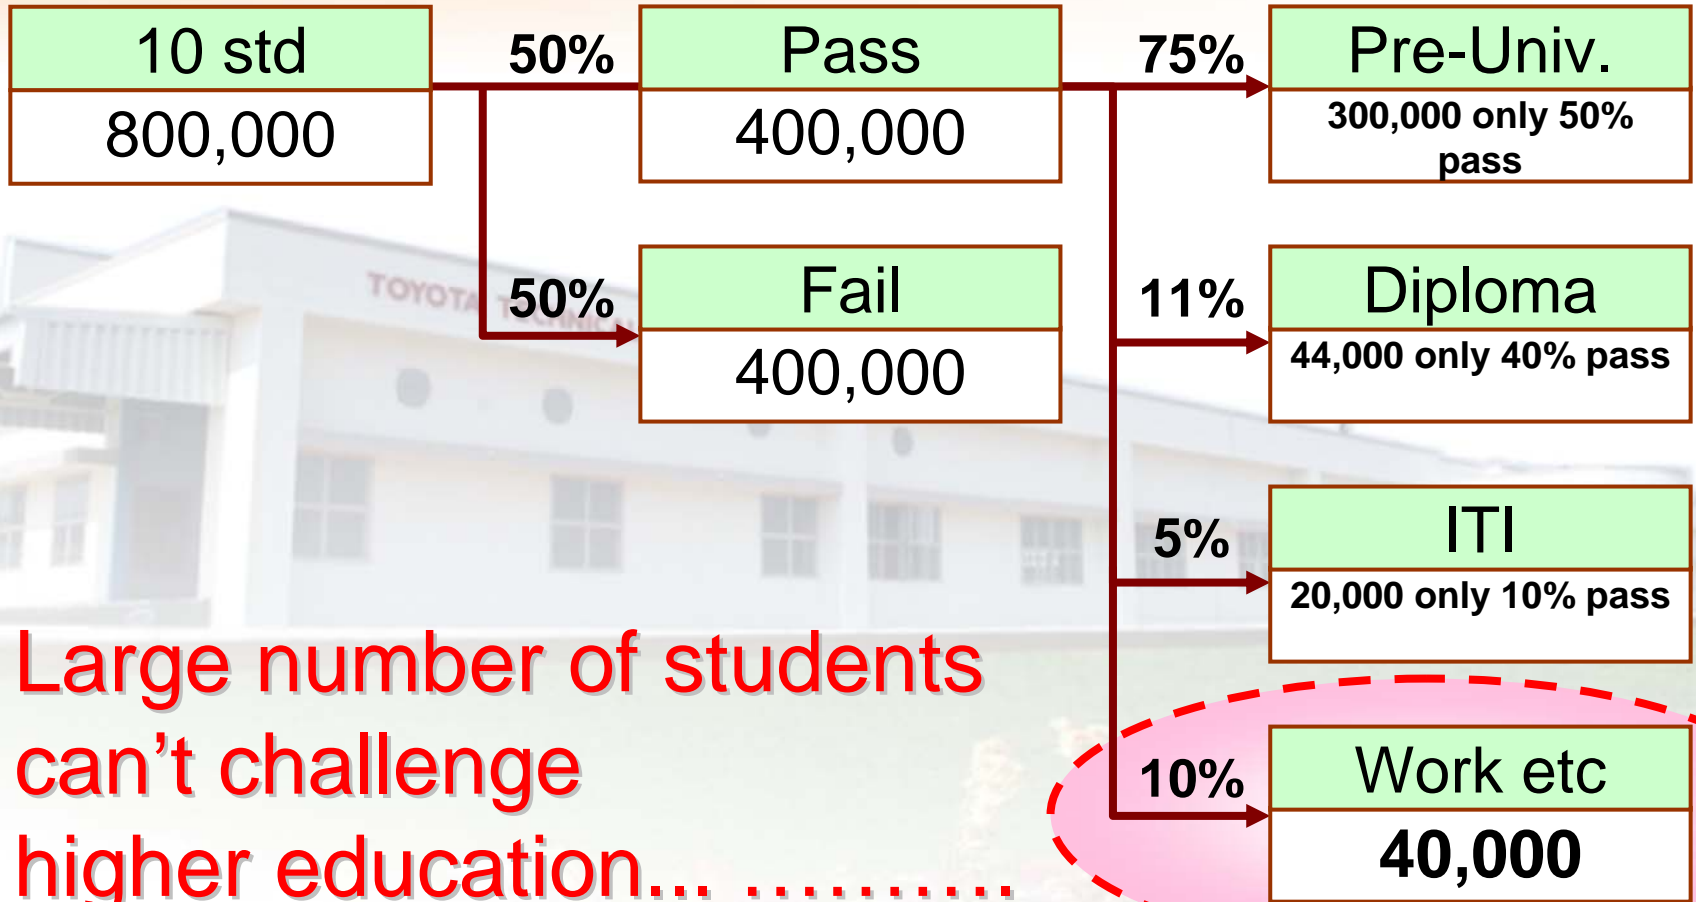 10 std
800,000
50%
Pass
400,000
75%
Pre-Univ.
300,000 only 50%
pass
50%
Fail
400,000
11%
Diploma
44,000 only 40% pass
5%
ITI
20,000 only 10% pass
10%
Work etc
40,000
TOYOTA TECHNICAL
Large number of students
can’t challenge
higher education... ..........